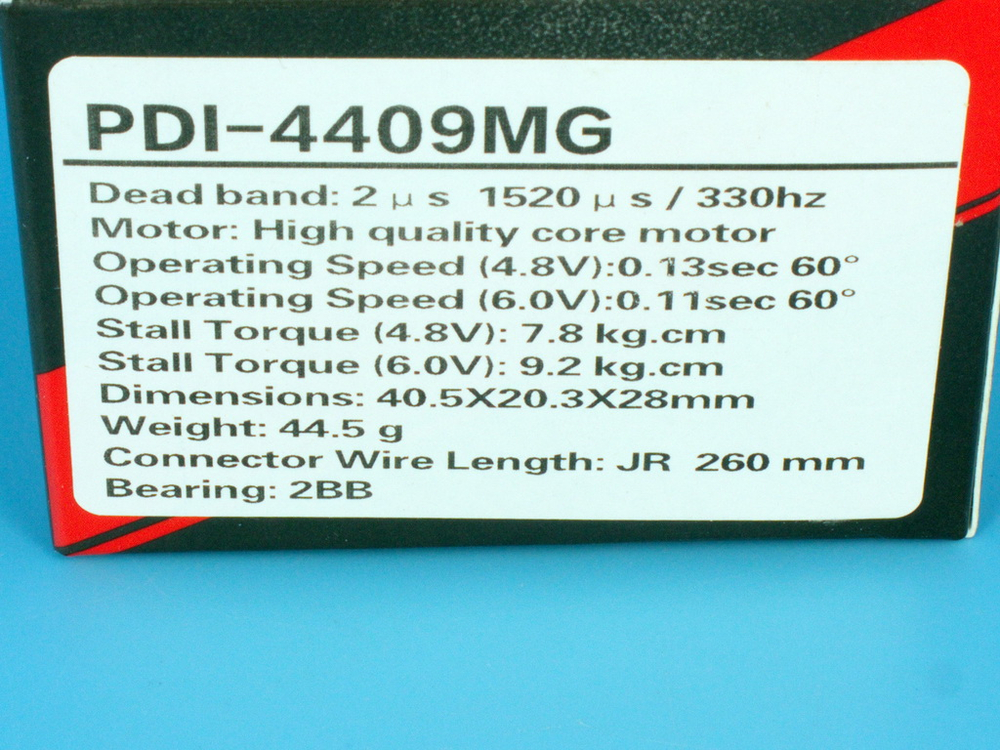 PDI-4409MG
Dead band: 2 μ s 1520 μ s / 330hz
Motor: High quality core motor
Operating Speed (4.8V):0.13sec 60°
Operating Speed (6.0V):0.11sec 60°
Stall Torque (4.8V): 7.8 kg.cm
Stall Torque (6.0V): 9.2 kg.cm
Dimensions: 40.5X20.3X28mm
Weight: 44.5 g
Connector Wire Length: JR 260 mm
Bearing: 2BB